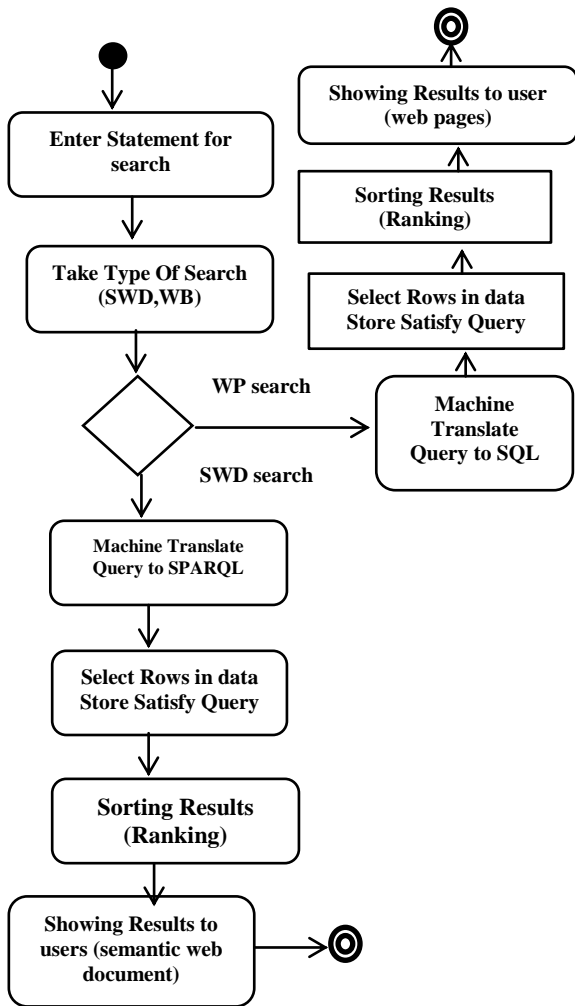 Enter Statement for
search
Take Type Of Search
(SWD,WB)
WP search
SWD search
Machine Translate
Query to SPARQL
Select Rows in data
Store Satisfy Query
Sorting Results
(Ranking)
Showing Results to
users (semantic web
document)
Machine
Translate
Query to SQL
Select Rows in data
Store Satisfy Query
Sorting Results
(Ranking)
Showing Results to user
(web pages)